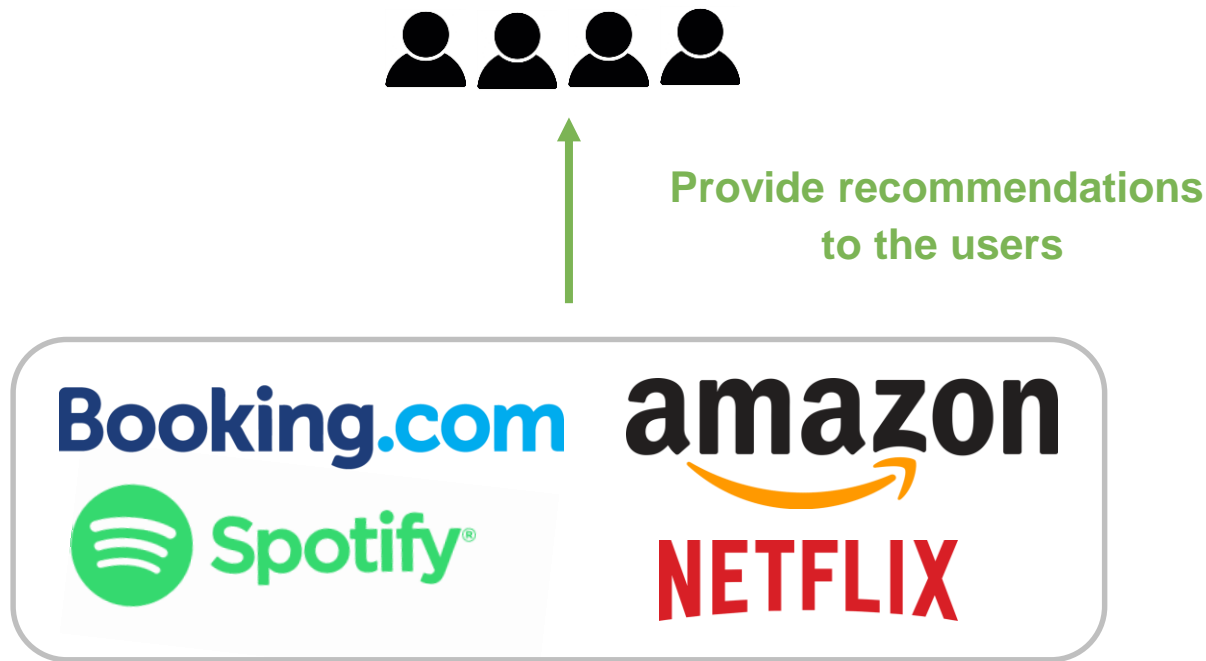 Provide recommendations
to the users
Booking.com
amazon
Spotify®
NETFLIX